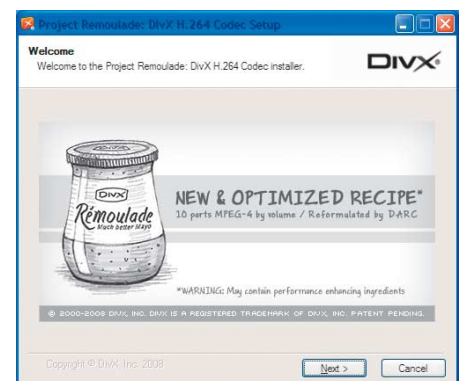 Project Remoulade: DivX H.264 Codec Setup
Welcome
Welcome to the Project Remoulade: DivX H.264 Codec installer.
DIVX
DIVX
Rémoulade
Much better Mayo
NEW & OPTIMIZED RECIPE*
10 parts MPEG-4 by volume / Reformulated by DARC
*WARNING: May contain performance enhancing ingredients
© 2000-2008 DIVX, INC. DIVX IS A REGISTERED TRADEMARK OF DIVX, INC. PATENT PENDING.
Copyright © DivX, Inc. 2008
Next >
Cancel